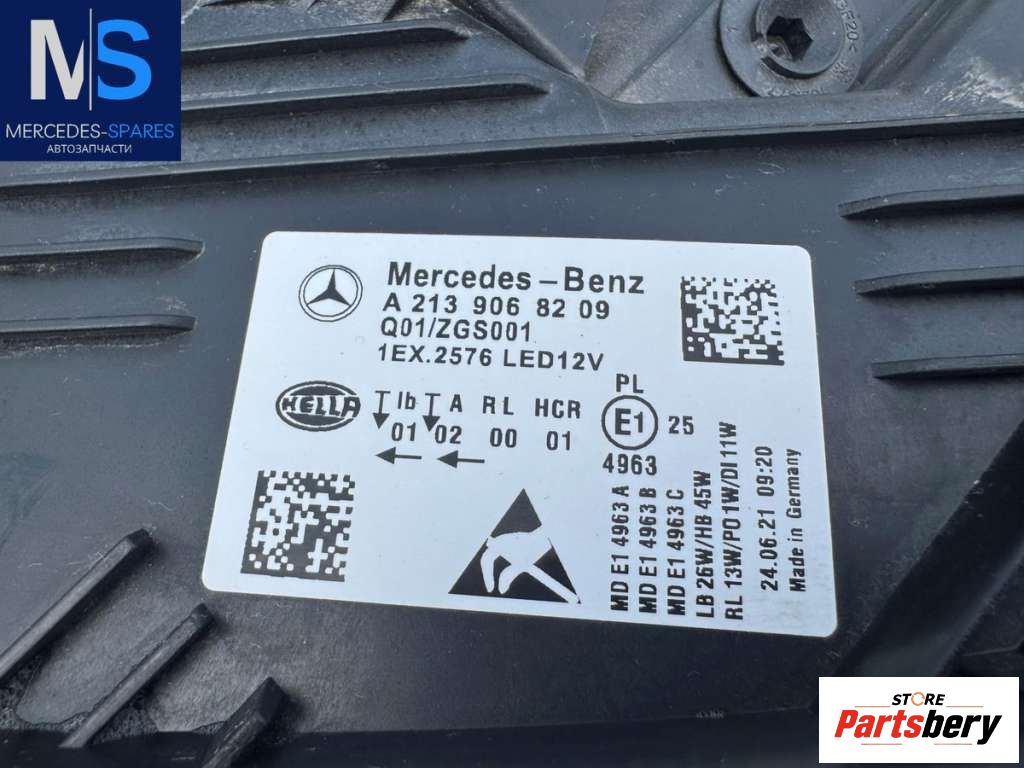 MS
MERCEDES-SPARES
АВТОЗАПЧАСТИ
Mercedes-Benz
A 213 906 82 09
Q01/ZGS001
1EX.2576 LED12V
HELLA
Ib A RL HCR
01 02 00 01
PL
E1 25
4963
MD E1 4963 A
MD E1 4963 B
MD E1 4963 C
LB 26W/HB 45W
RL 13W/PO 1W/DI 11W
24.06.21 09:20
Made in Germany
STORE
Partsbery